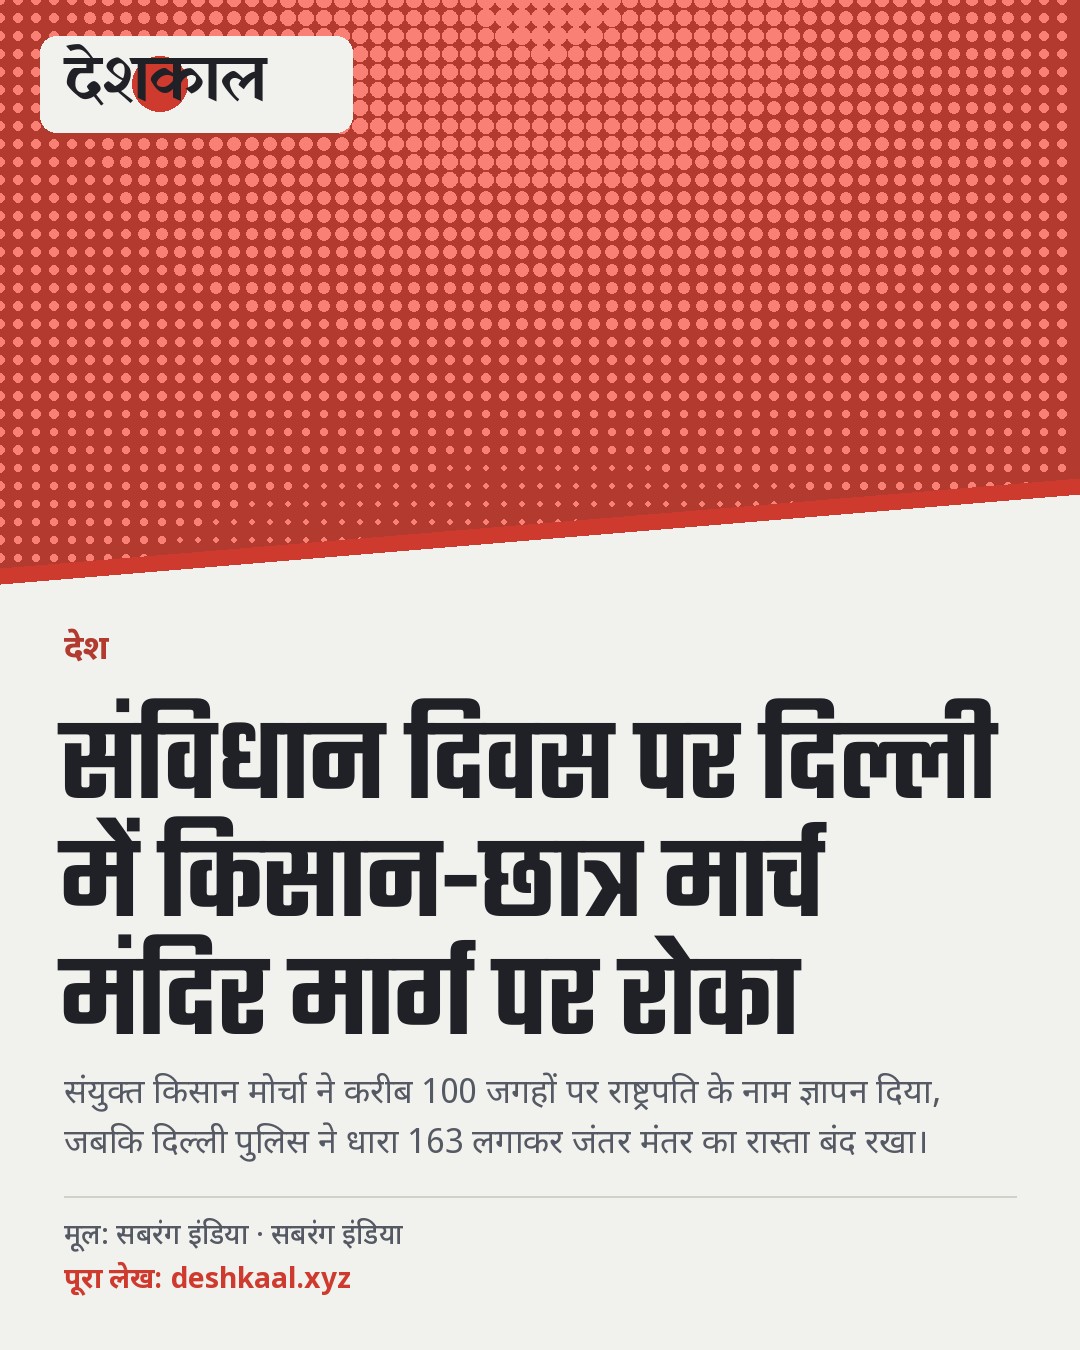 देशकाल
देश
संविधान दिवस पर दिल्ली
में किसान-छात्र मार्च
मंदिर मार्ग पर रोका
संयुक्त किसान मोर्चा ने करीब 100 जगहों पर राष्ट्रपति के नाम ज्ञापन दिया,
जबकि दिल्ली पुलिस ने धारा 163 लगाकर जंतर मंतर का रास्ता बंद रखा।
मूल: सबरंग इंडिया · सबरंग इंडिया
पूरा लेख: deshkaal.xyz